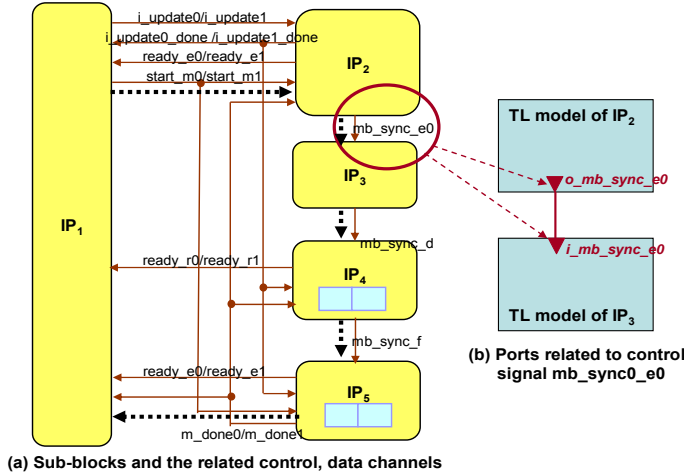 i_update0/i_update1
i_update0_done /i_update1_done
ready_e0/ready_e1
start_m0/start_m1
IP2
mb_sync_e0
IP3
mb_sync_d
IP1
ready_r0/ready_r1
IP4
mb_sync_f
ready_e0/ready_e1
IP5
m_done0/m_done1
(a) Sub-blocks and the related control, data channels
TL model of IP2
o_mb_sync_e0
i_mb_sync_e0
TL model of IP3
(b) Ports related to control
signal mb_sync0_e0